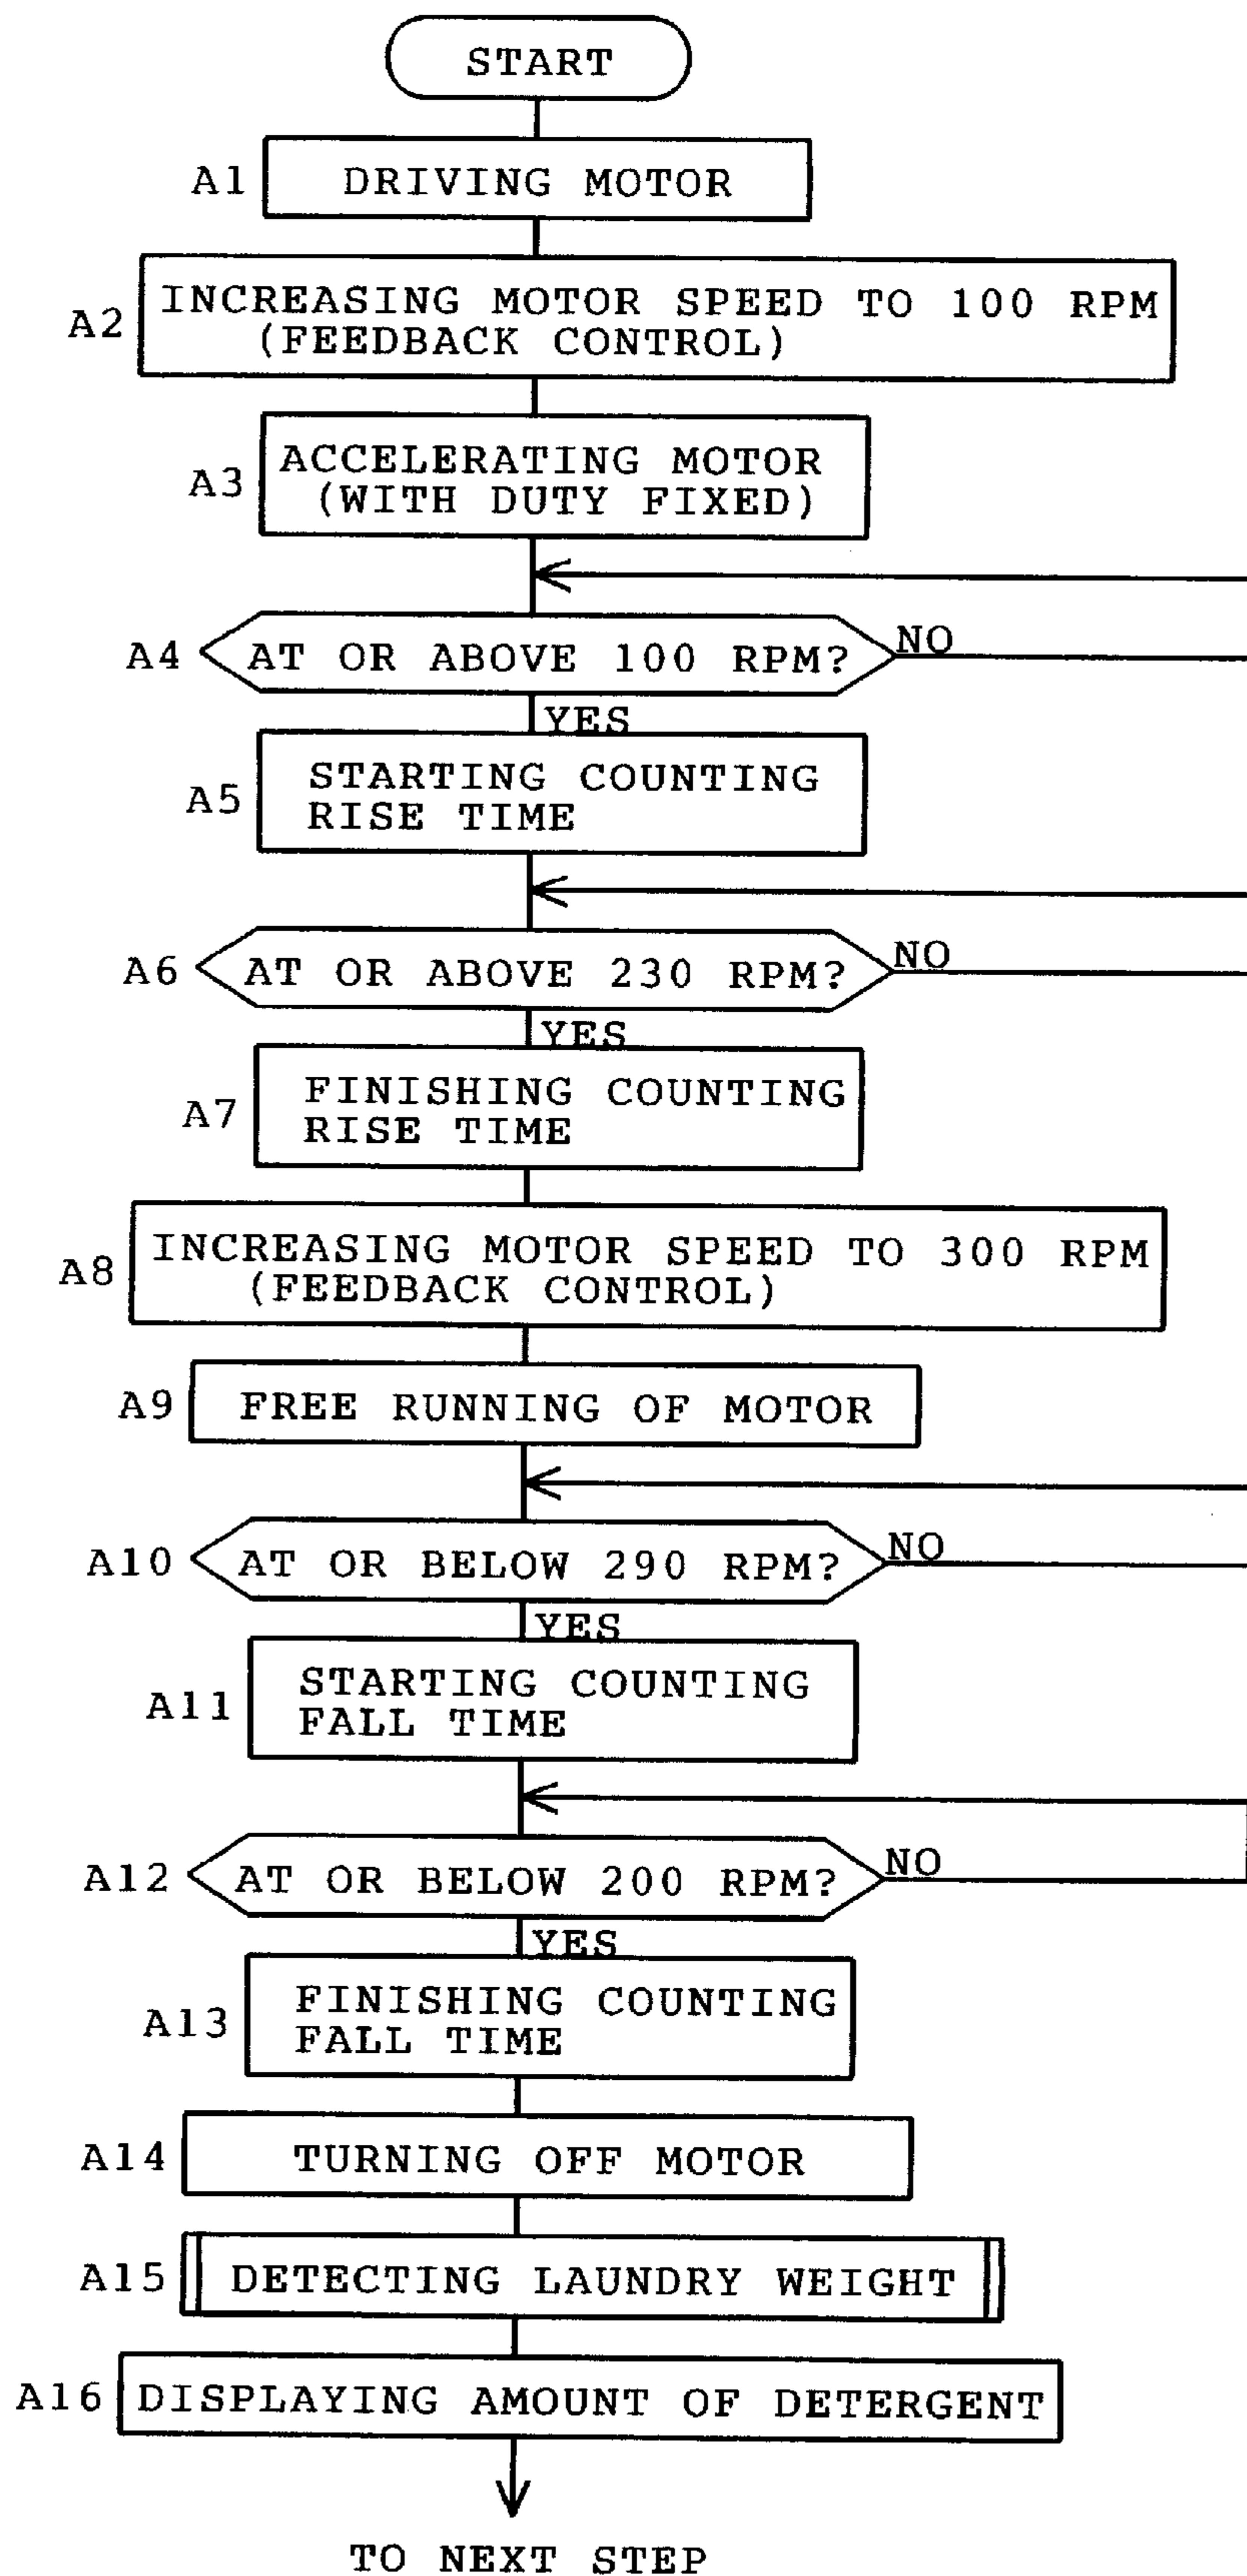 START
A1 DRIVING MOTOR
A2 INCREASING MOTOR SPEED TO 100 RPM
(FEEDBACK CONTROL)
A3 ACCELERATING MOTOR
(WITH DUTY FIXED)
A4 AT OR ABOVE 100 RPM? NO
YES
A5 STARTING COUNTING
RISE TIME
A6 AT OR ABOVE 230 RPM? NO
YES
A7 FINISHING COUNTING
RISE TIME
A8 INCREASING MOTOR SPEED TO 300 RPM
(FEEDBACK CONTROL)
A9 FREE RUNNING OF MOTOR
A10 AT OR BELOW 290 RPM? NO
YES
A11 STARTING COUNTING
FALL TIME
A12 AT OR BELOW 200 RPM? NO
YES
A13 FINISHING COUNTING
FALL TIME
A14 TURNING OFF MOTOR
A15 DETECTING LAUNDRY WEIGHT
A16 DISPLAYING AMOUNT OF DETERGENT
TO NEXT STEP